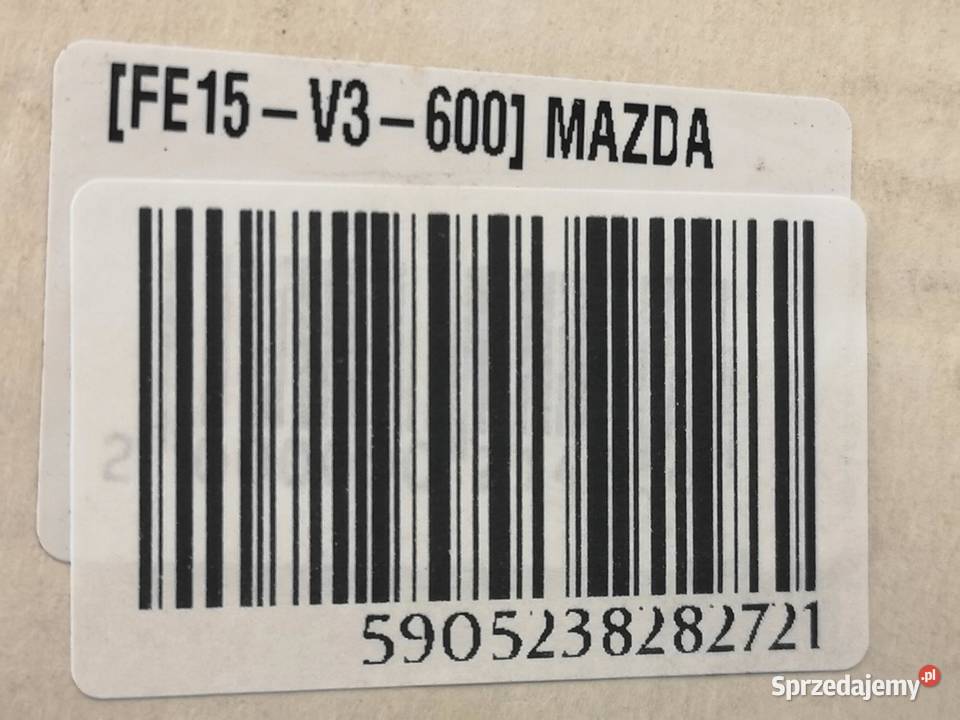 [FE15-V3-600] MAZDA
5905238282721
Sprzedajemy.pl